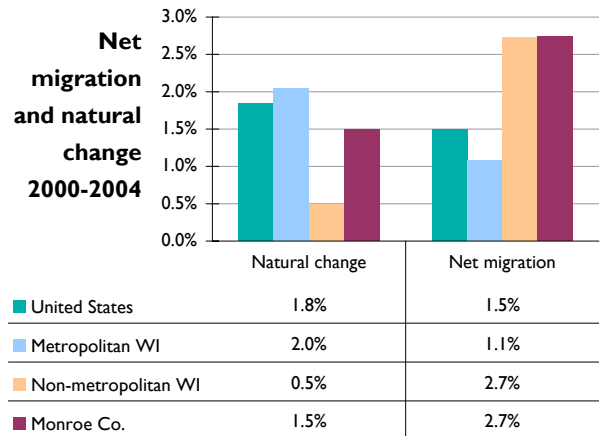 Net
migration
and natural
change
2000-2004
3.0%
2.5%
2.0%
1.5%
1.0%
0.5%
0.0%
Natural change Net migration
United States 1.8% 1.5%
Metropolitan WI 2.0% 1.1%
Non-metropolitan WI 0.5% 2.7%
Monroe Co. 1.5% 2.7%